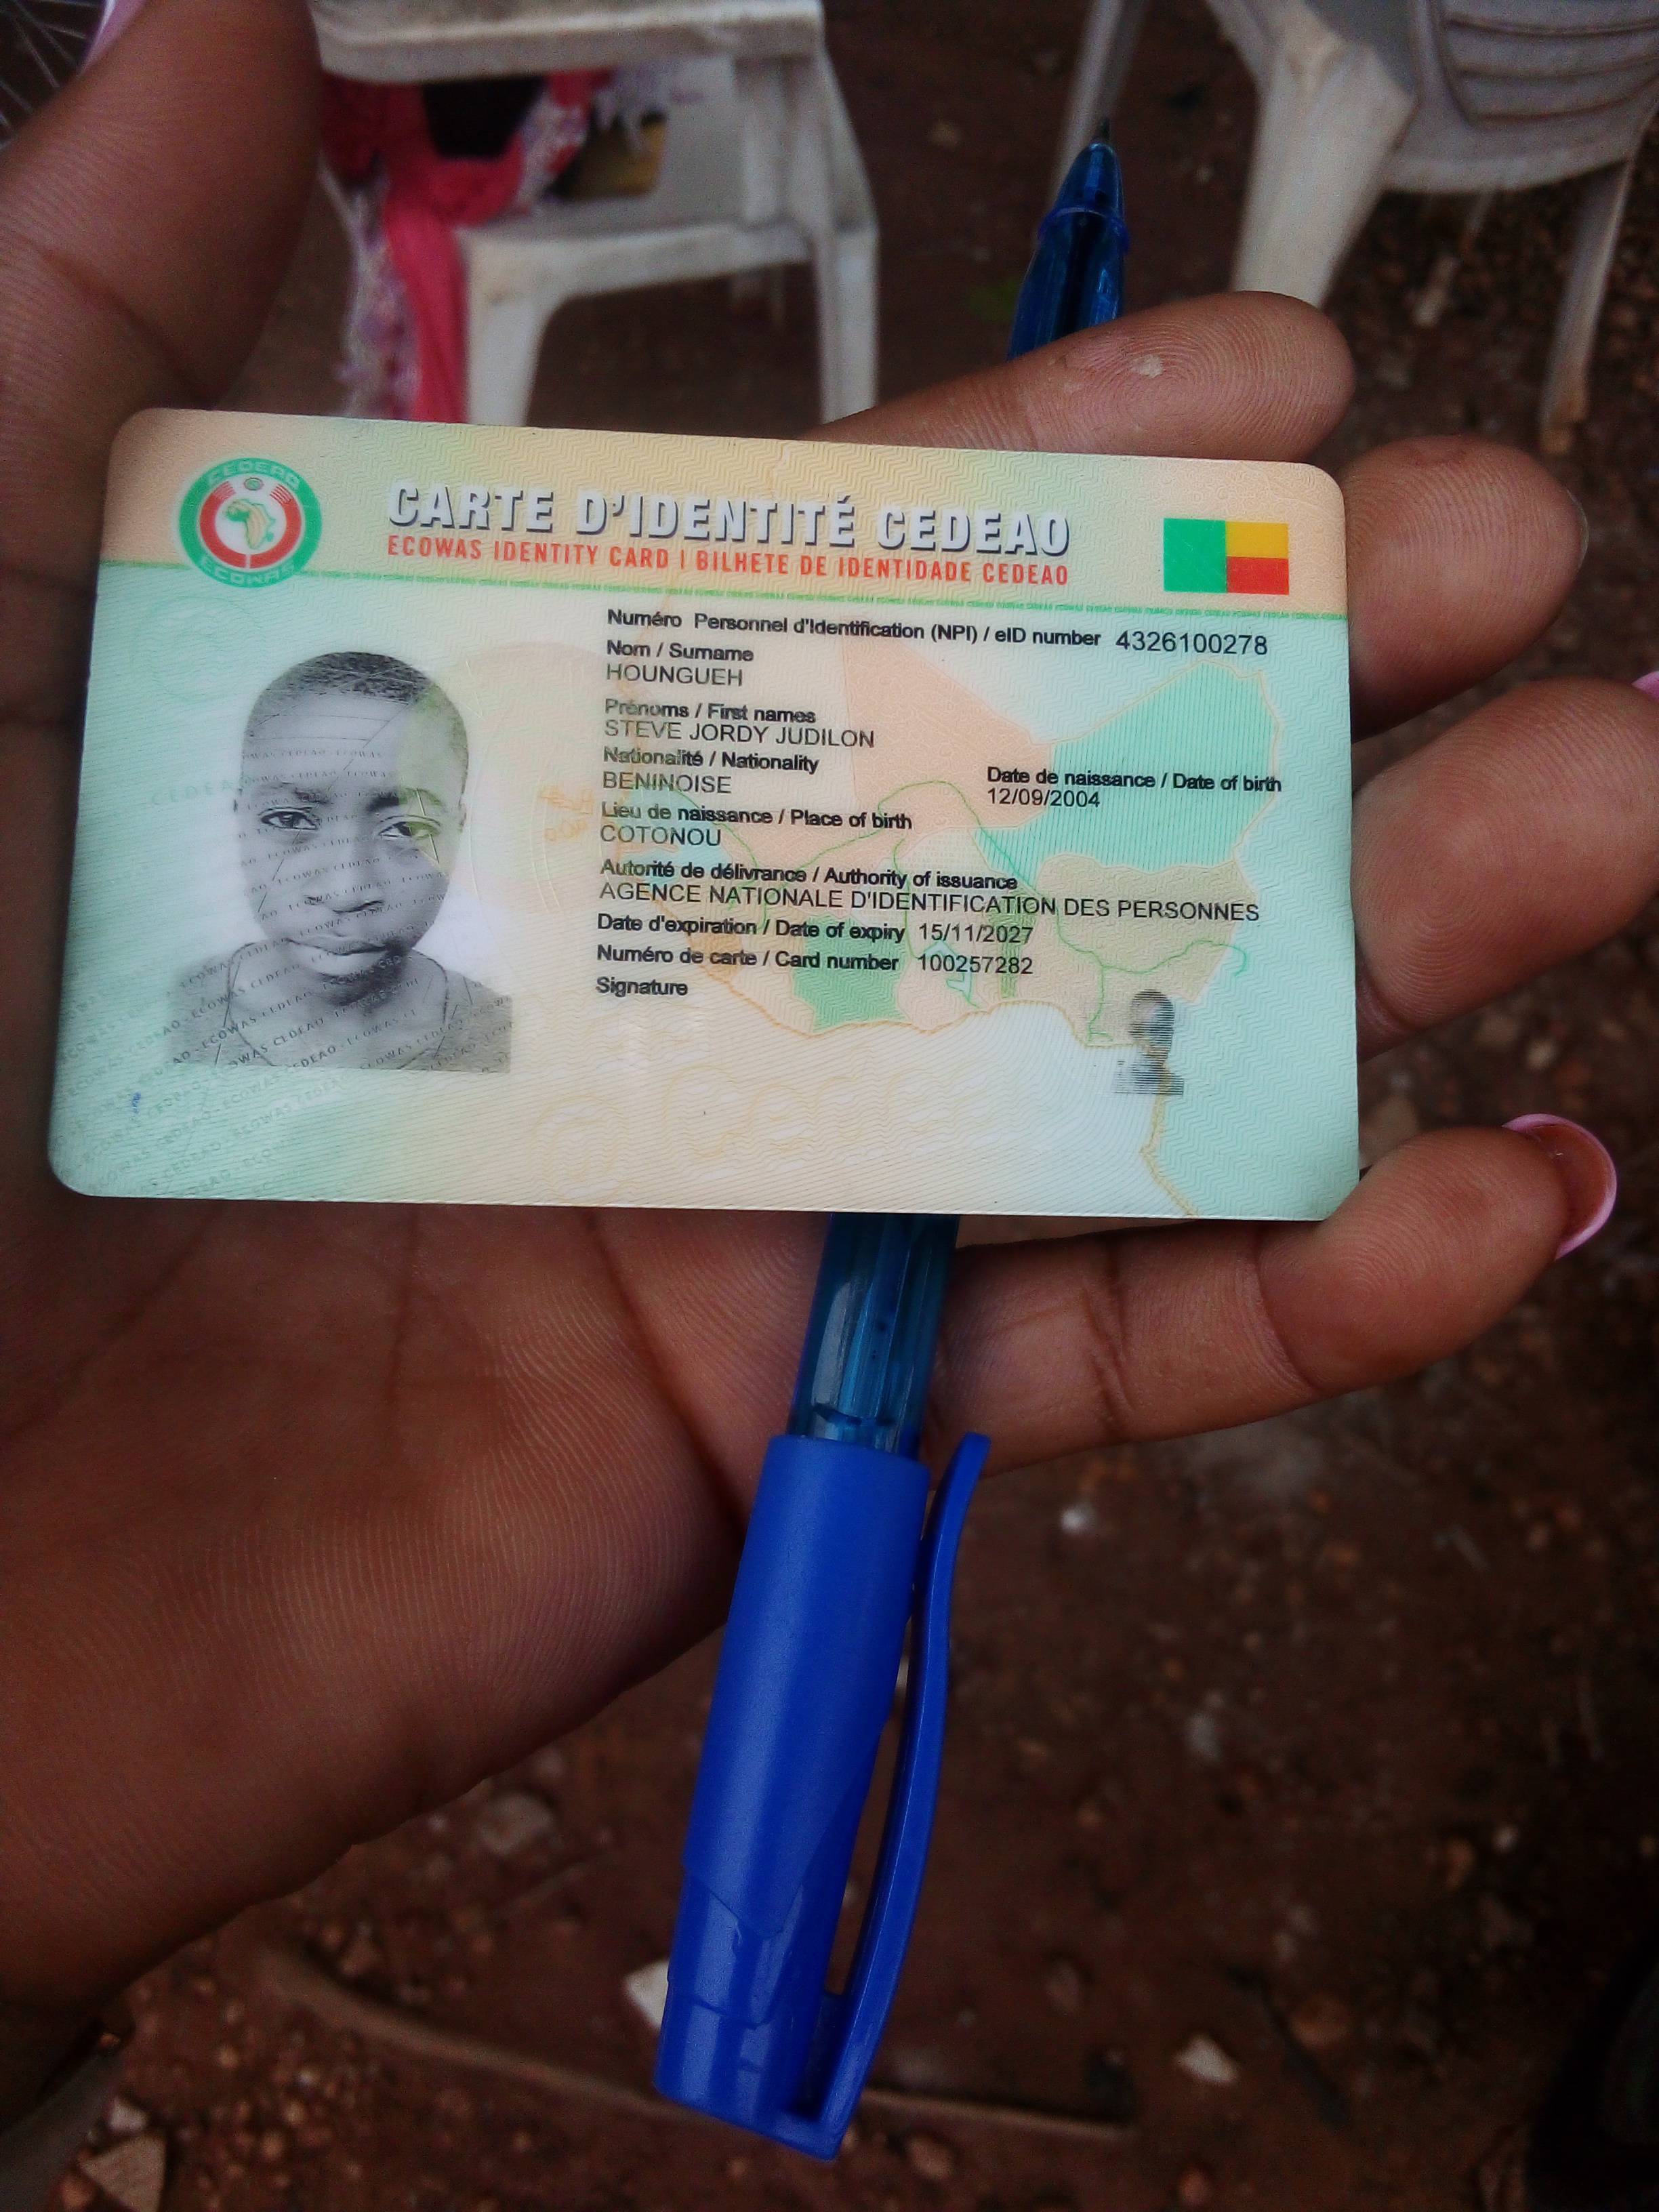 CEDEAO
ECOWAS
CARTE D'IDENTITÉ CEDEAO
ECOWAS IDENTITY CARD I BILHETE DE IDENTIDADE CEDEAO
Numéro Personnel d'Identification (NPI) / eID number 4326100278
Nom / Surname
HOUNGUEH
Prénoms / First names
STEVE JORDY JUDILON
Nationalité / Nationality
BENINOISE
Date de naissance / Date of birth
12/09/2004
Lieu de naissance / Place of birth
COTONOU
Autorité de délivrance / Authority of issuance
AGENCE NATIONALE D'IDENTIFICATION DES PERSONNES
Date d'expiration / Date of expiry 15/11/2027
Numéro de carte / Card number 100257282
Signature